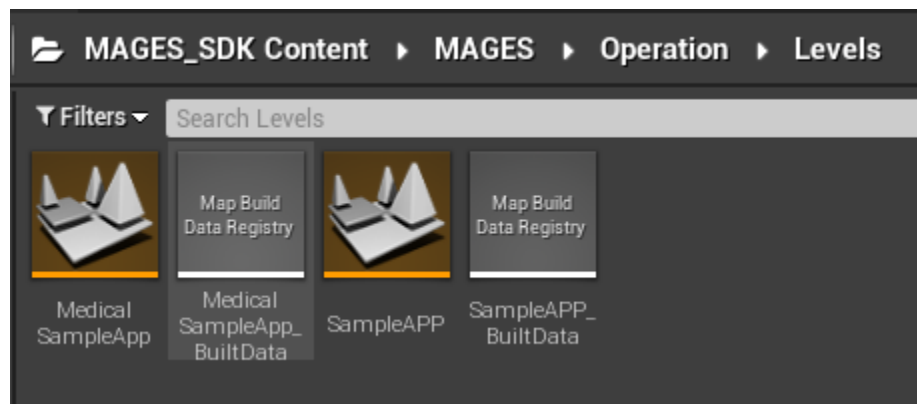 MAGES_SDK Content MAGES Operation Levels
Filters Search Levels
Map Build
Data Registry
Map Build
Data Registry
Medical
SampleApp
Medical
SampleApp_
BuiltData
SampleAPP
SampleAPP_
BuiltData